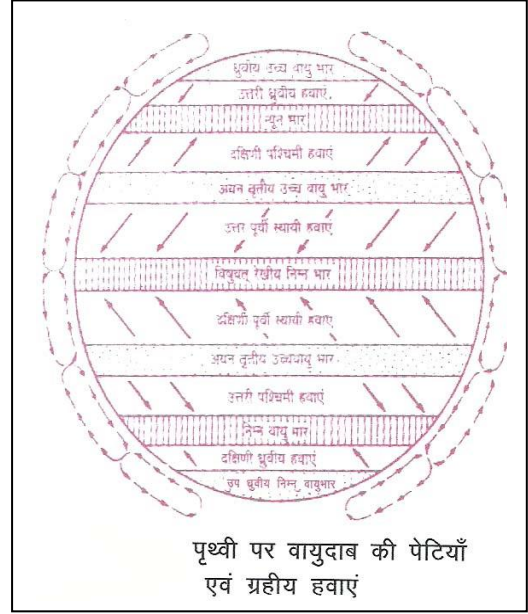 ध्रुवीय उच्च वायु भार
उत्तरी ध्रुवीय हवाएं
न्यून भार
दक्षिणी पश्चिमी हवाएं
अयन वृत्तीय उच्च वायु भार
उत्तर पूर्वी स्थायी हवाएं
विषुवत् रेखीय निम्न भार
दक्षिणी पूर्वी स्थायी हवाएं
अयन वृत्तीय उच्चवायु भार
उत्तरी पश्चिमी हवाएं
निम्न वायु भार
दक्षिणी ध्रुवीय हवाएं
उप ध्रुवीय निम्न वायुभार
पृथ्वी पर वायुदाब की पेटियाँ
एवं ग्रहीय हवाएं